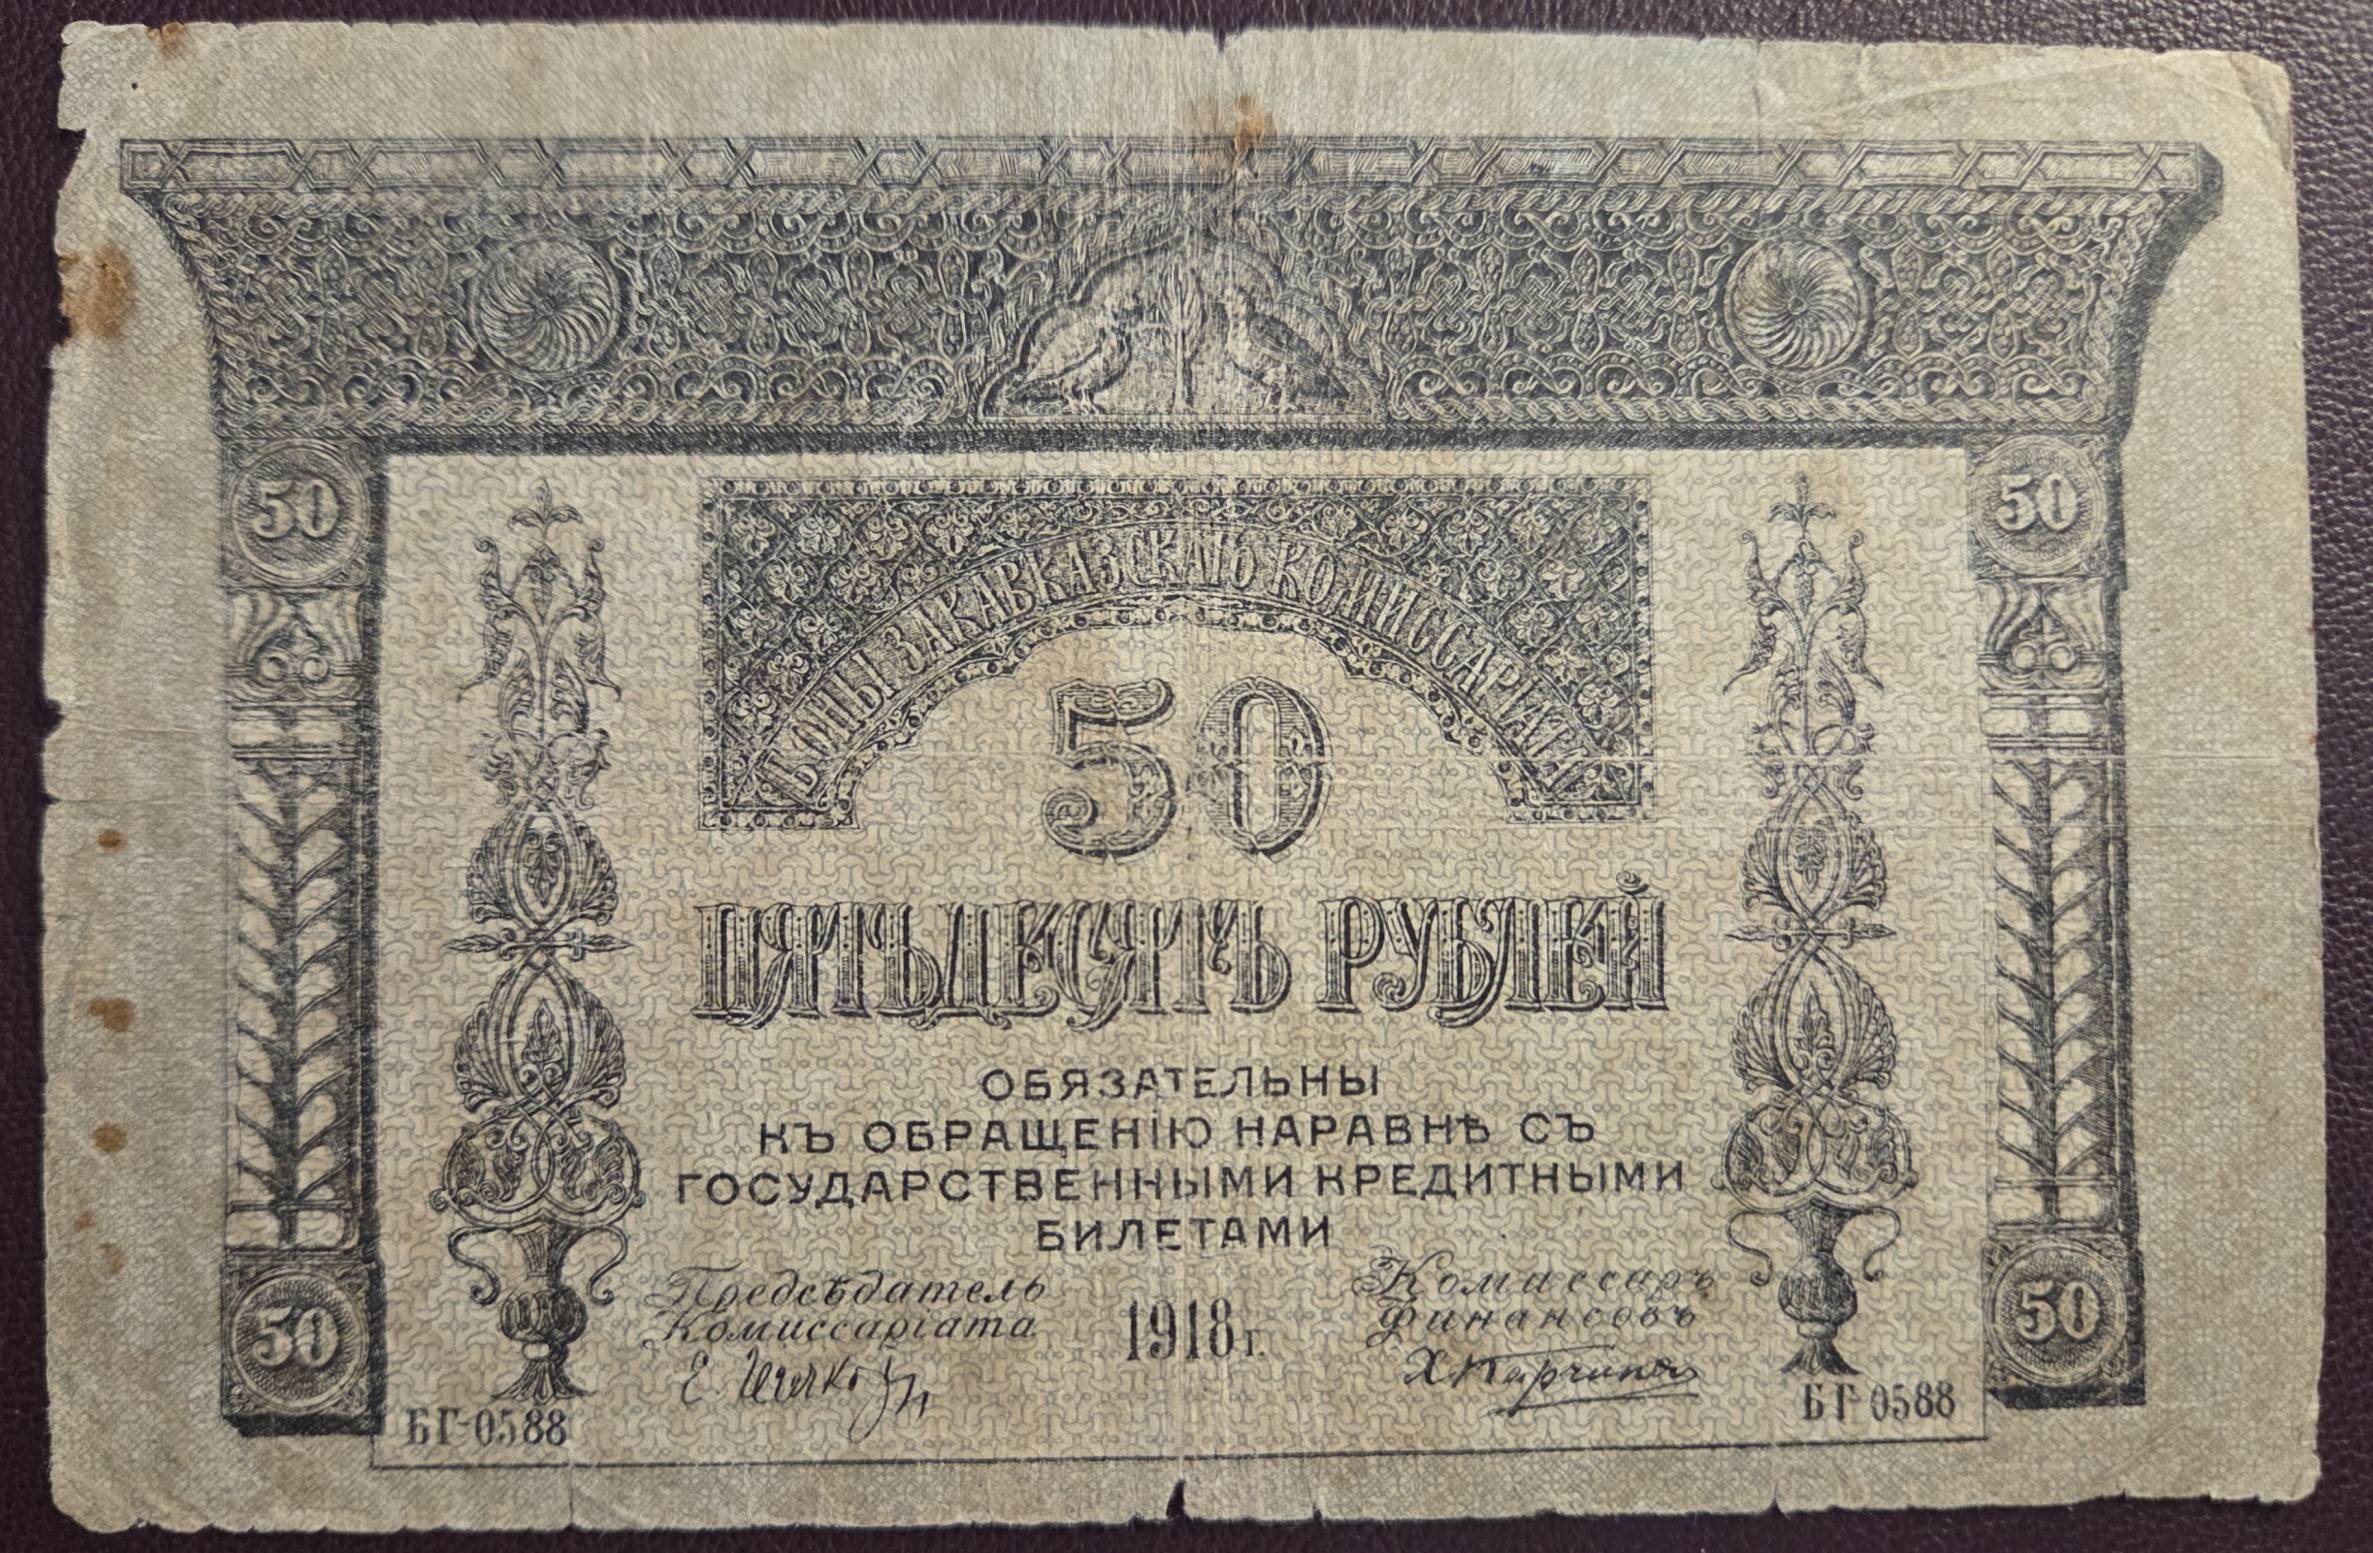 50
50
БОНЫ ЗАКАВКАЗСКАГО КОМИССАРІАТА
50
ПЯТЬДЕСЯТЪ РУБЛЕЙ
ОБЯЗАТЕЛЬНЫ
КЪ ОБРАЩЕНІЮ НАРАВНѢ СЪ
ГОСУДАРСТВЕННЫМИ КРЕДИТНЫМИ
БИЛЕТАМИ
Предсѣдатель
Комиссаріата
Комиссаръ
Финансовъ
1918 г.
50
50
БГ-0588
БГ-0588